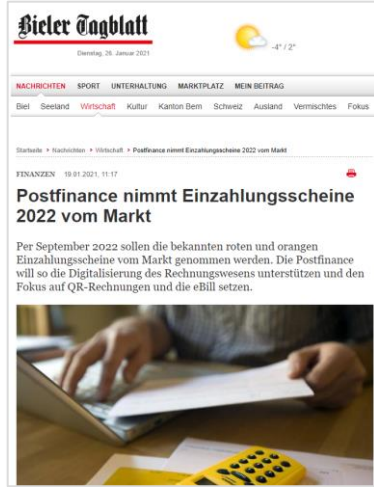 Bieler Tagblatt
Dienstag, 26. Januar 2021
-4° / 2°
NACHRICHTEN SPORT UNTERHALTUNG MARKTPLATZ MEIN BEITRAG
Biel Seeland Wirtschaft Kultur Kanton Bern Schweiz Ausland Vermischtes Fokus
Startseite Nachrichten Wirtschaft Postfinance nimmt Einzahlungsscheine 2022 vom Markt
FINANZEN 19.01.2021, 11:17
Postfinance nimmt Einzahlungsscheine
2022 vom Markt
Per September 2022 sollen die bekannten roten und orangen
Einzahlungsscheine vom Markt genommen werden. Die Postfinance
will so die Digitalisierung des Rechnungswesens unterstützen und den
Fokus auf QR-Rechnungen und die eBill setzen.